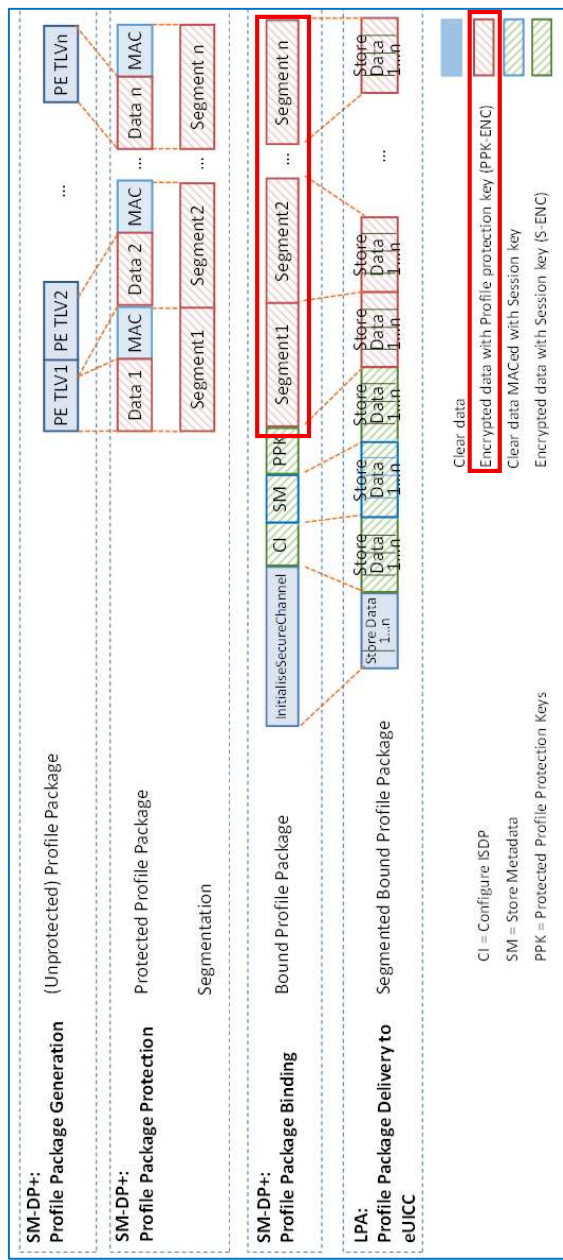 SM-DP+:
Profile Package Generation
(Unprotected) Profile Package
PE TLV1
PE TLV2
...
PE TLVn
SM-DP+:
Profile Package Protection
Protected Profile Package
Data 1
MAC
Data 2
MAC
...
Data n
MAC
Segmentation
Segment1
Segment2
...
Segment n
SM-DP+:
Profile Package Binding
Bound Profile Package
InitialiseSecureChannel
CI
SM
PPK
Segment1
Segment2
...
Segment n
LPA:
Profile Package Delivery to
eUICC
Segmented Bound Profile Package
Store Data
1...n
Store
Data
1...n
Store
Data
1...n
Store
Data
1...n
Store
Data
1...n
Store
Data
1...n
...
Store
Data
1...n
CI = Configure ISDP
SM = Store Metadata
PPK = Protected Profile Protection Keys
Clear data
Encrypted data with Profile protection key (PPK-ENC)
Clear data MACed with Session key
Encrypted data with Session key (S-ENC)